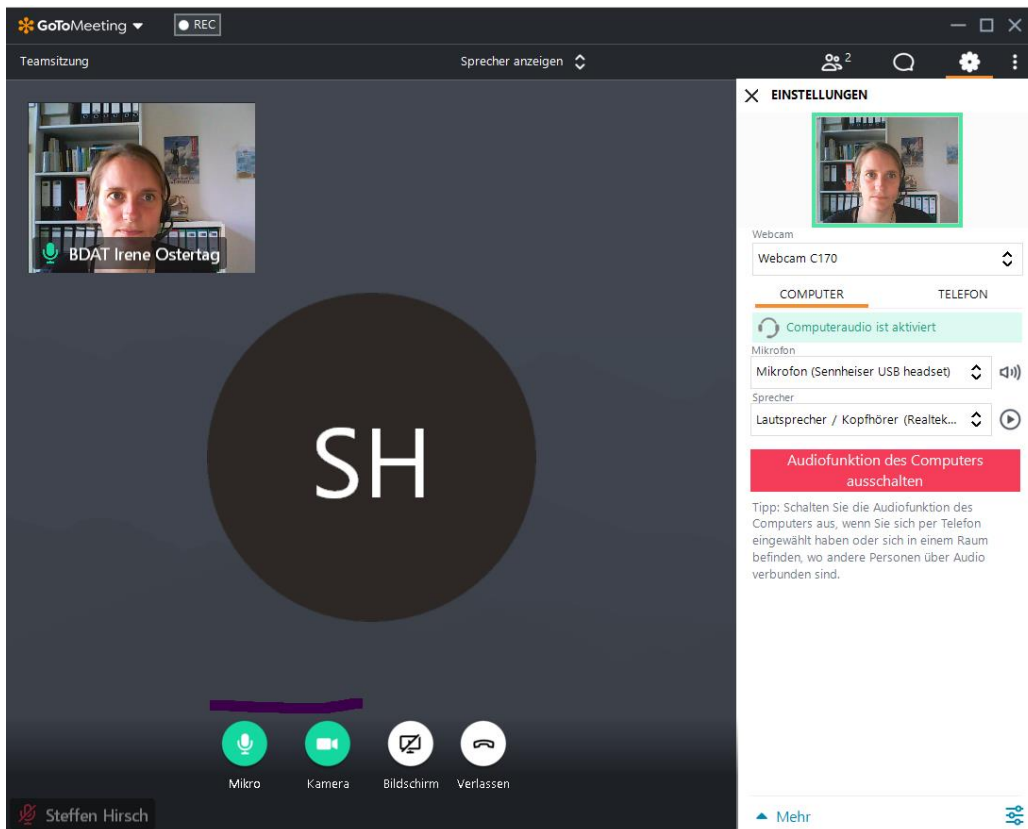 GoToMeeting
REC
Teamsitzung
Sprecher anzeigen
2
EINSTELLUNGEN
BDAT Irene Ostertag
Webcam
Webcam C170
COMPUTER TELEFON
Computeraudio ist aktiviert
Mikrofon
Mikrofon (Sennheiser USB headset)
Sprecher
Lautsprecher / Kopfhörer (Realtek...
Audiofunktion des Computers
ausschalten
Tipp: Schalten Sie die Audiofunktion des
Computers aus, wenn Sie sich per Telefon
eingewählt haben oder sich in einem Raum
befinden, wo andere Personen über Audio
verbunden sind.
SH
Mikro Kamera Bildschirm Verlassen
Steffen Hirsch
Mehr